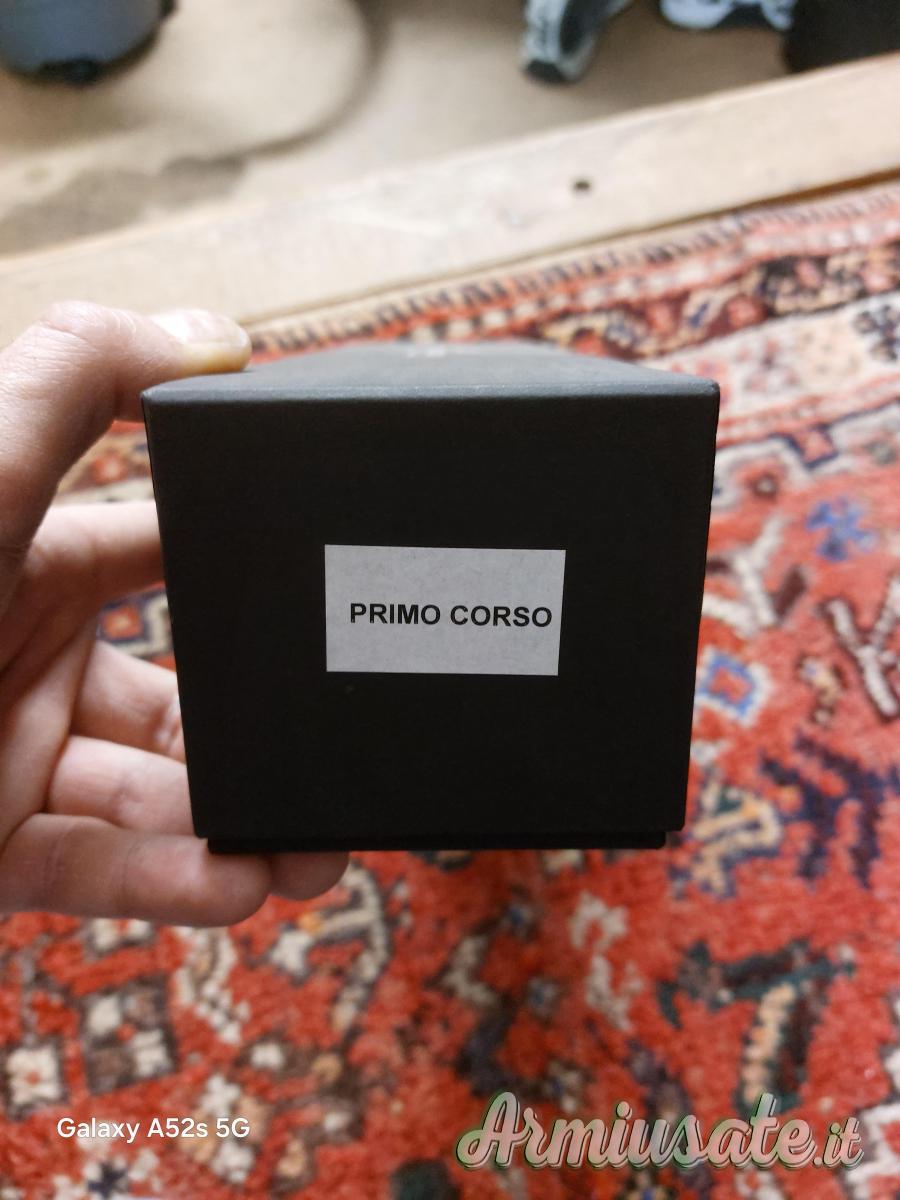 PRIMO CORSO
Galaxy A52s 5G
Armiusate.it